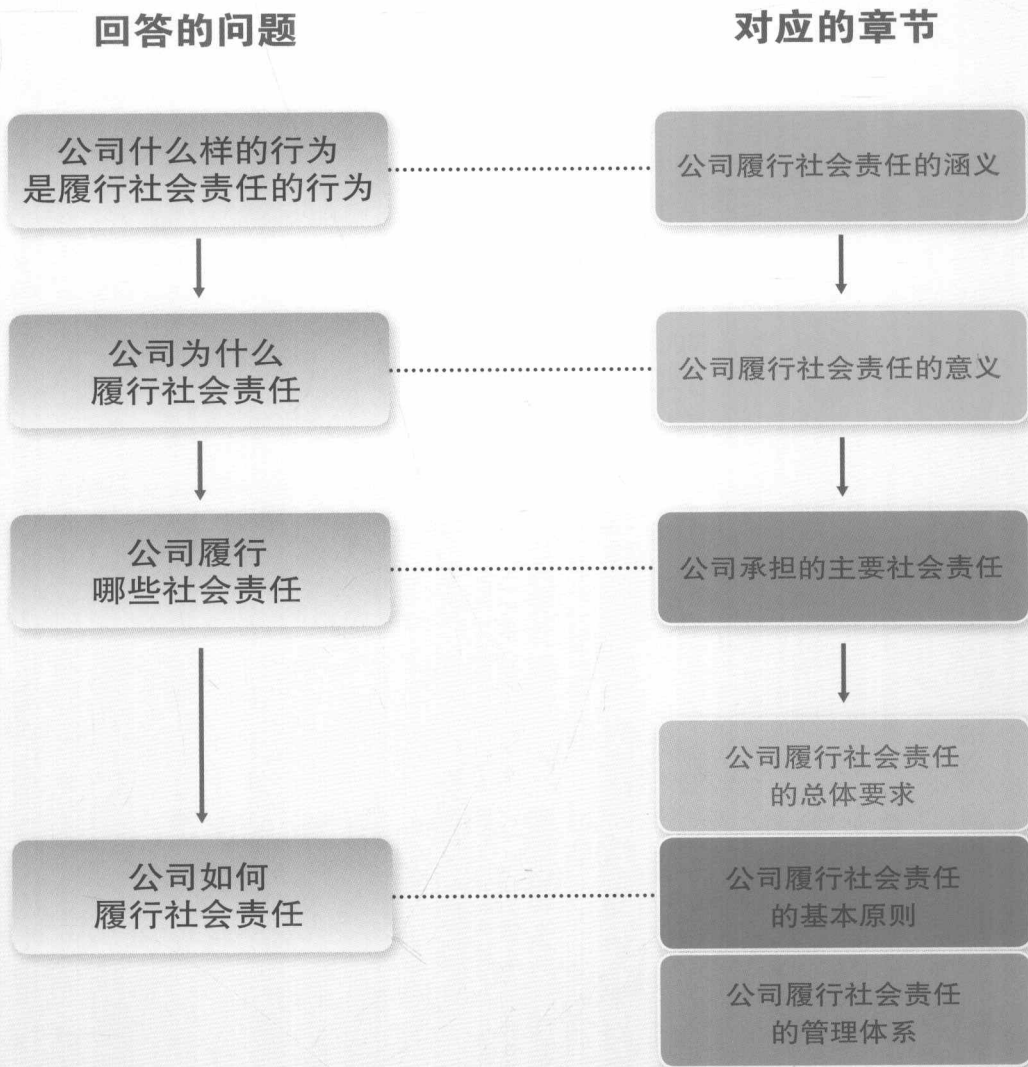 回答的问题
对应的章节
公司什么样的行为
是履行社会责任的行为
公司履行社会责任的涵义
公司为什么
履行社会责任
公司履行社会责任的意义
公司履行
哪些社会责任
公司承担的主要社会责任
公司如何
履行社会责任
公司履行社会责任
的总体要求
公司履行社会责任
的基本原则
公司履行社会责任
的管理体系